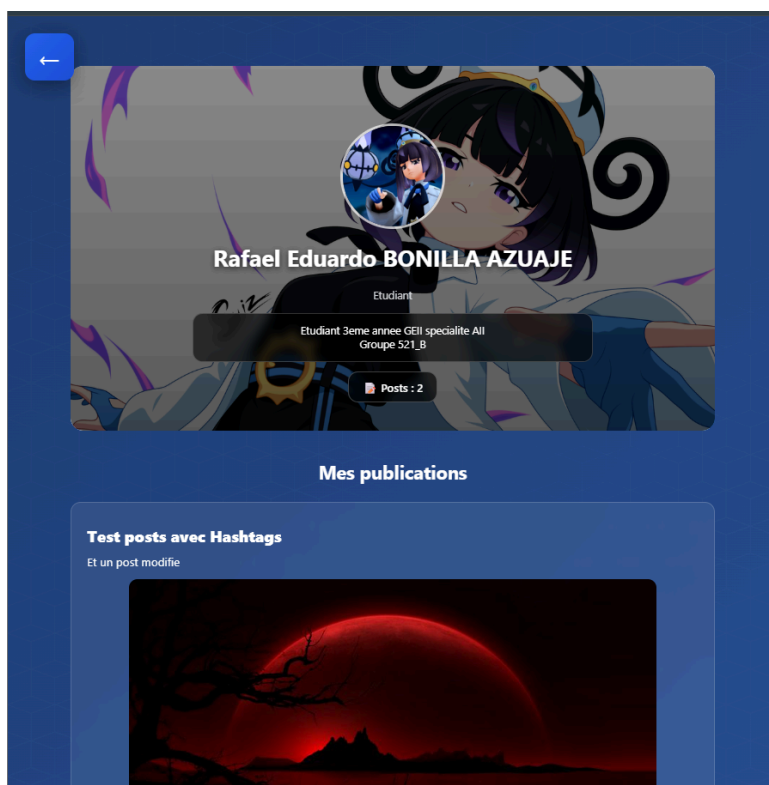 ←
Rafael Eduardo BONILLA AZUAJE
Etudiant
Etudiant 3eme annee GEII specialite AII
Groupe 521_B
Posts : 2
Mes publications
Test posts avec Hashtags
Et un post modifie